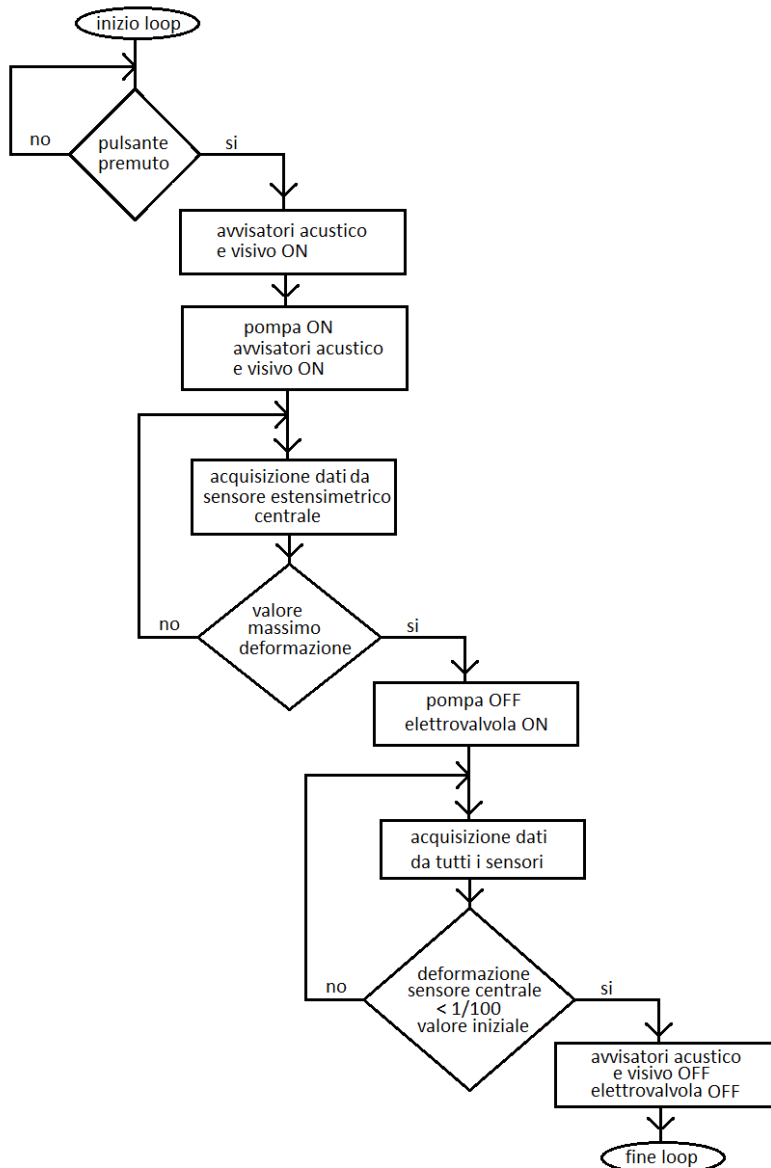 inizio loop
no
pulsante
premuto
si
avvisatori acustico
e visivo ON
pompa ON
avvisatori acustico
e visivo ON
acquisizione dati da
sensore estensimetrico
centrale
no
valore
massimo
deformazione
si
pompa OFF
elettrovalvola ON
acquisizione dati
da tutti i sensori
no
deformazione
sensore centrale
< 1/100
valore iniziale
si
avvisatori acustico
e visivo OFF
elettrovalvola OFF
fine loop